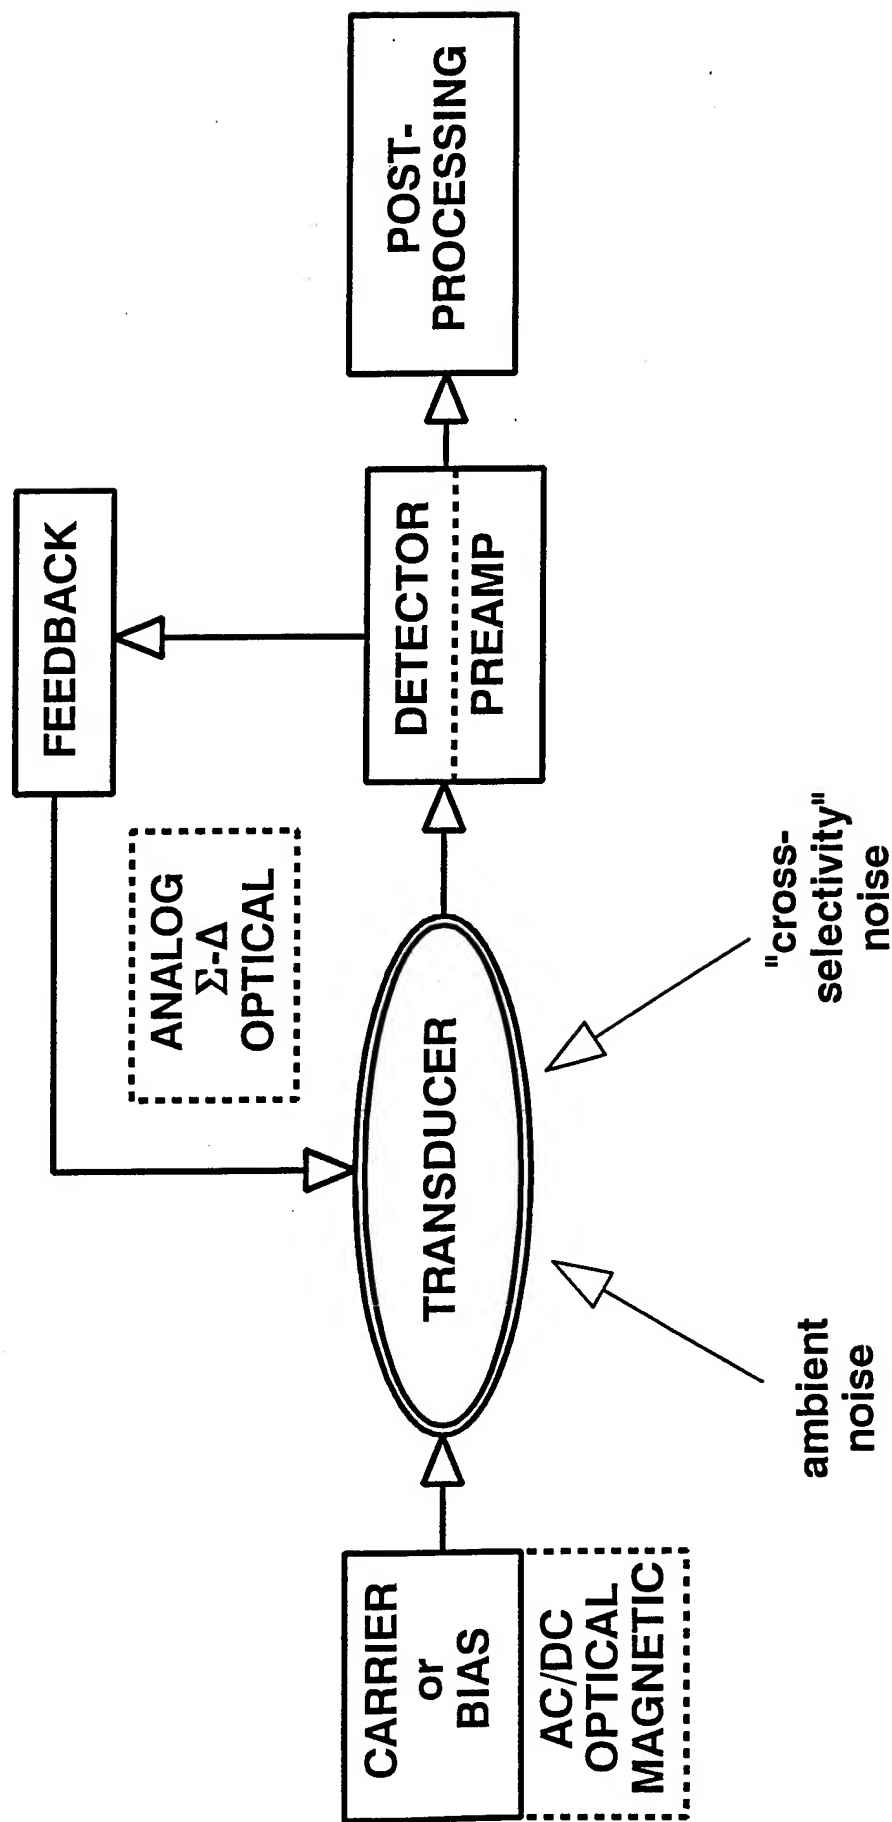 FEEDBACK
ANALOG
Σ-Δ
OPTICAL
CARRIER
or
BIAS
AC/DC
OPTICAL
MAGNETIC
TRANSDUCER
DETECTOR
PREAMP
POST-
PROCESSING
ambient
noise
"cross-
selectivity"
noise